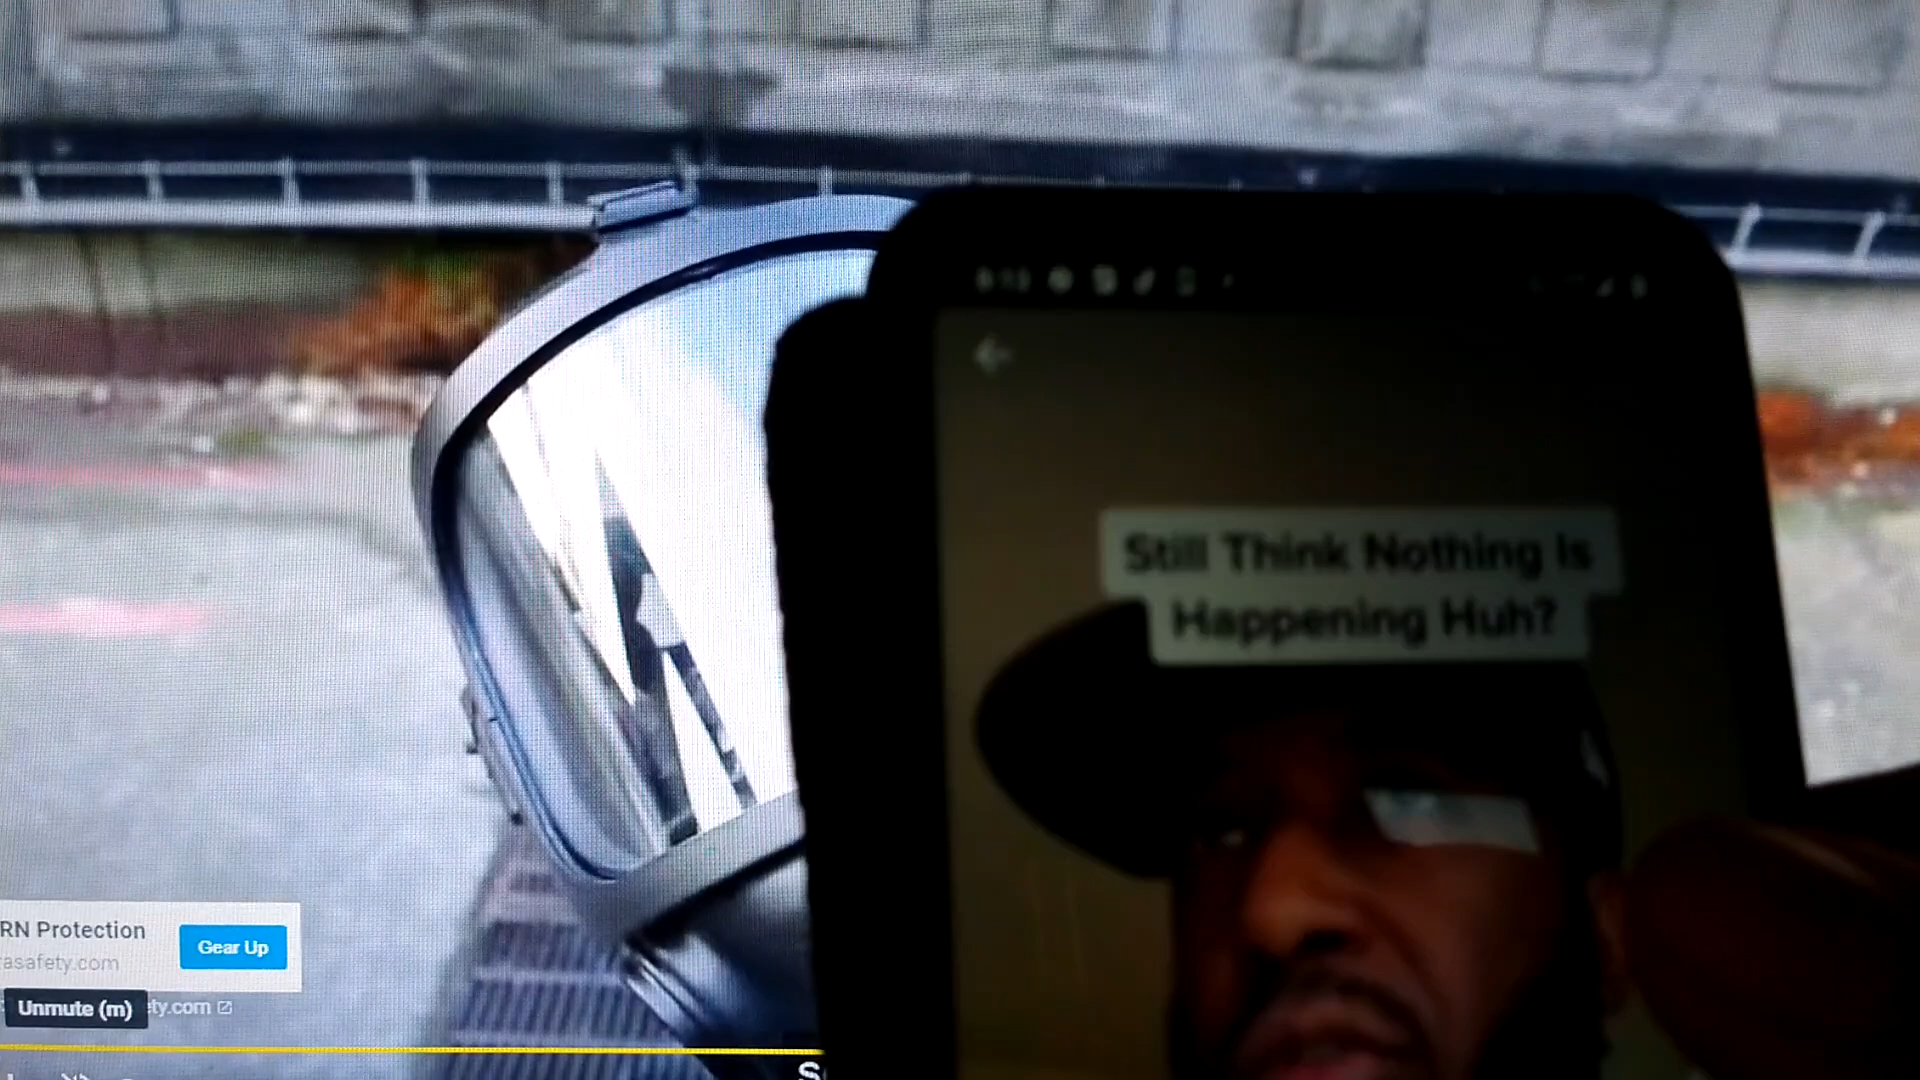 Still Think Nothing Is
Happening Huh?
RN Protection
Gear Up
asafety.com
Unmute (m)
ty.com